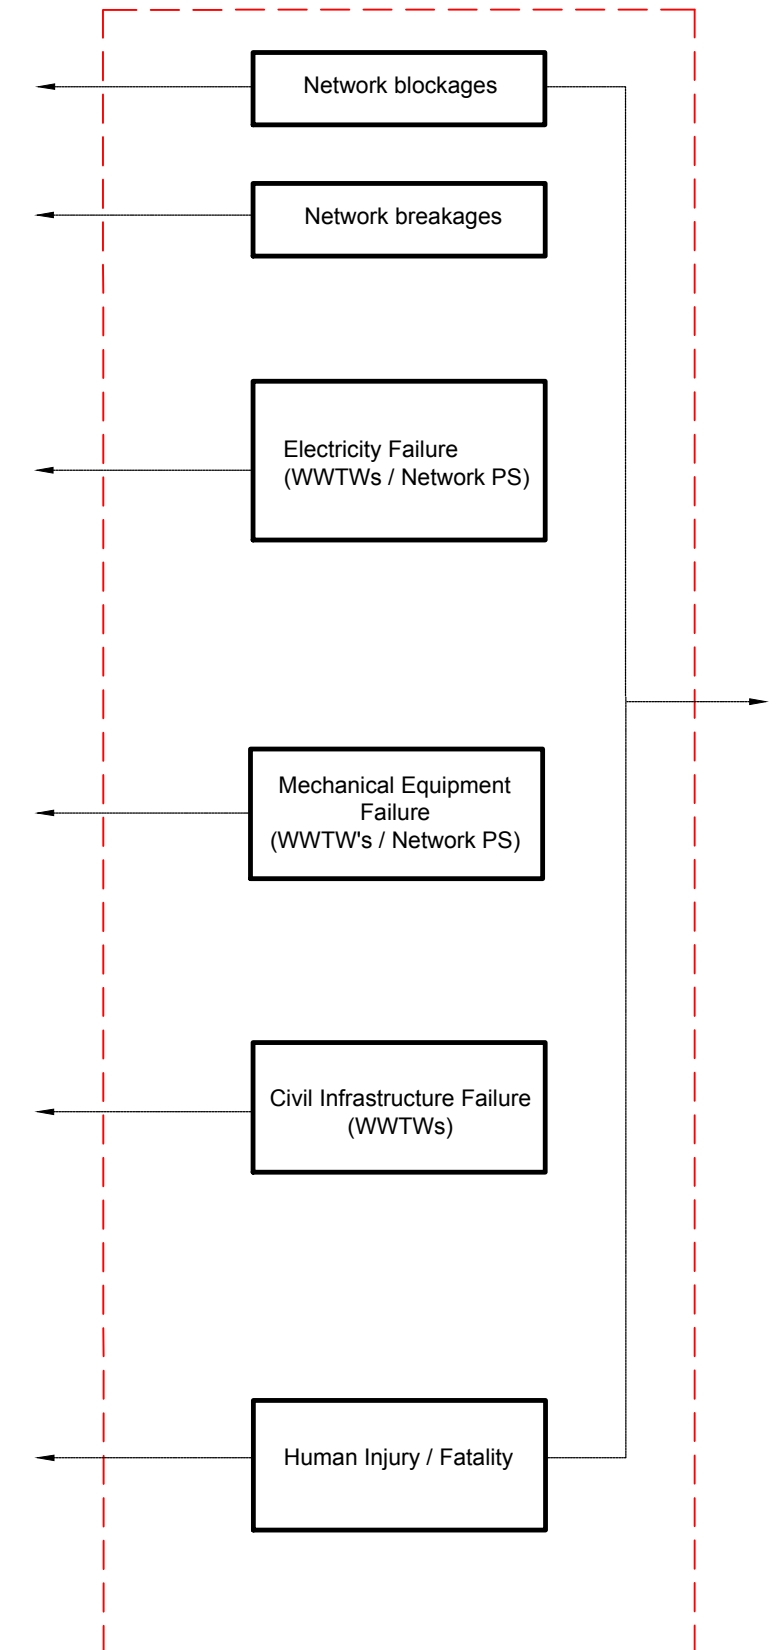 Network blockages
Network breakages
Electricity Failure
(WWTWs / Network PS)
Mechanical Equipment
Failure
(WWTW's / Network PS)
Civil Infrastructure Failure
(WWTWs)
Human Injury / Fatality